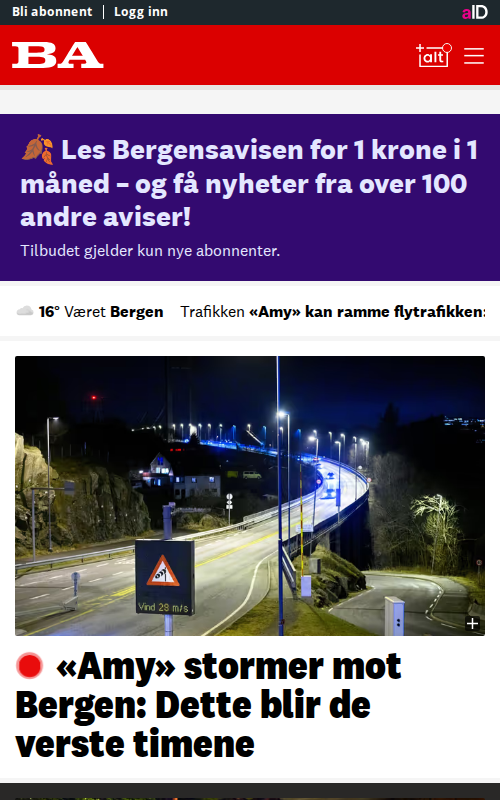 Bli abonnent | Logg inn
aID
BA
+alt
🍂 Les Bergensavisen for 1 krone i 1
måned – og få nyheter fra over 100
andre aviser!
Tilbudet gjelder kun nye abonnenter.
16° Været Bergen Trafikken «Amy» kan ramme flytrafikken:
Vind 28 m/s
«Amy» stormer mot
Bergen: Dette blir de
verste timene